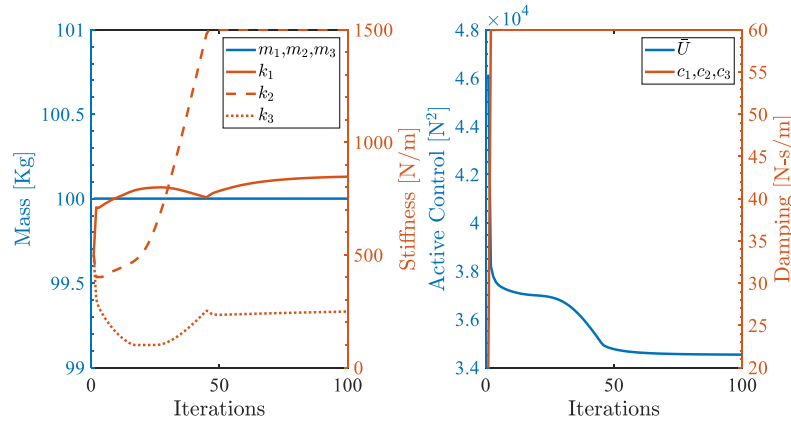 ×10⁴
101
100.5
100
99.5
99
Mass [Kg]
m₁,m₂,m₃
k₁
k₂
k₃
1500
1000
500
0
Stiffness [N/m]
0
50
100
Iterations
4.8
4.6
4.4
4.2
4
3.8
3.6
3.4
Active Control [N²]
Ū
c₁,c₂,c₃
60
55
50
45
40
35
30
25
20
Damping [N-s/m]
0
50
100
Iterations